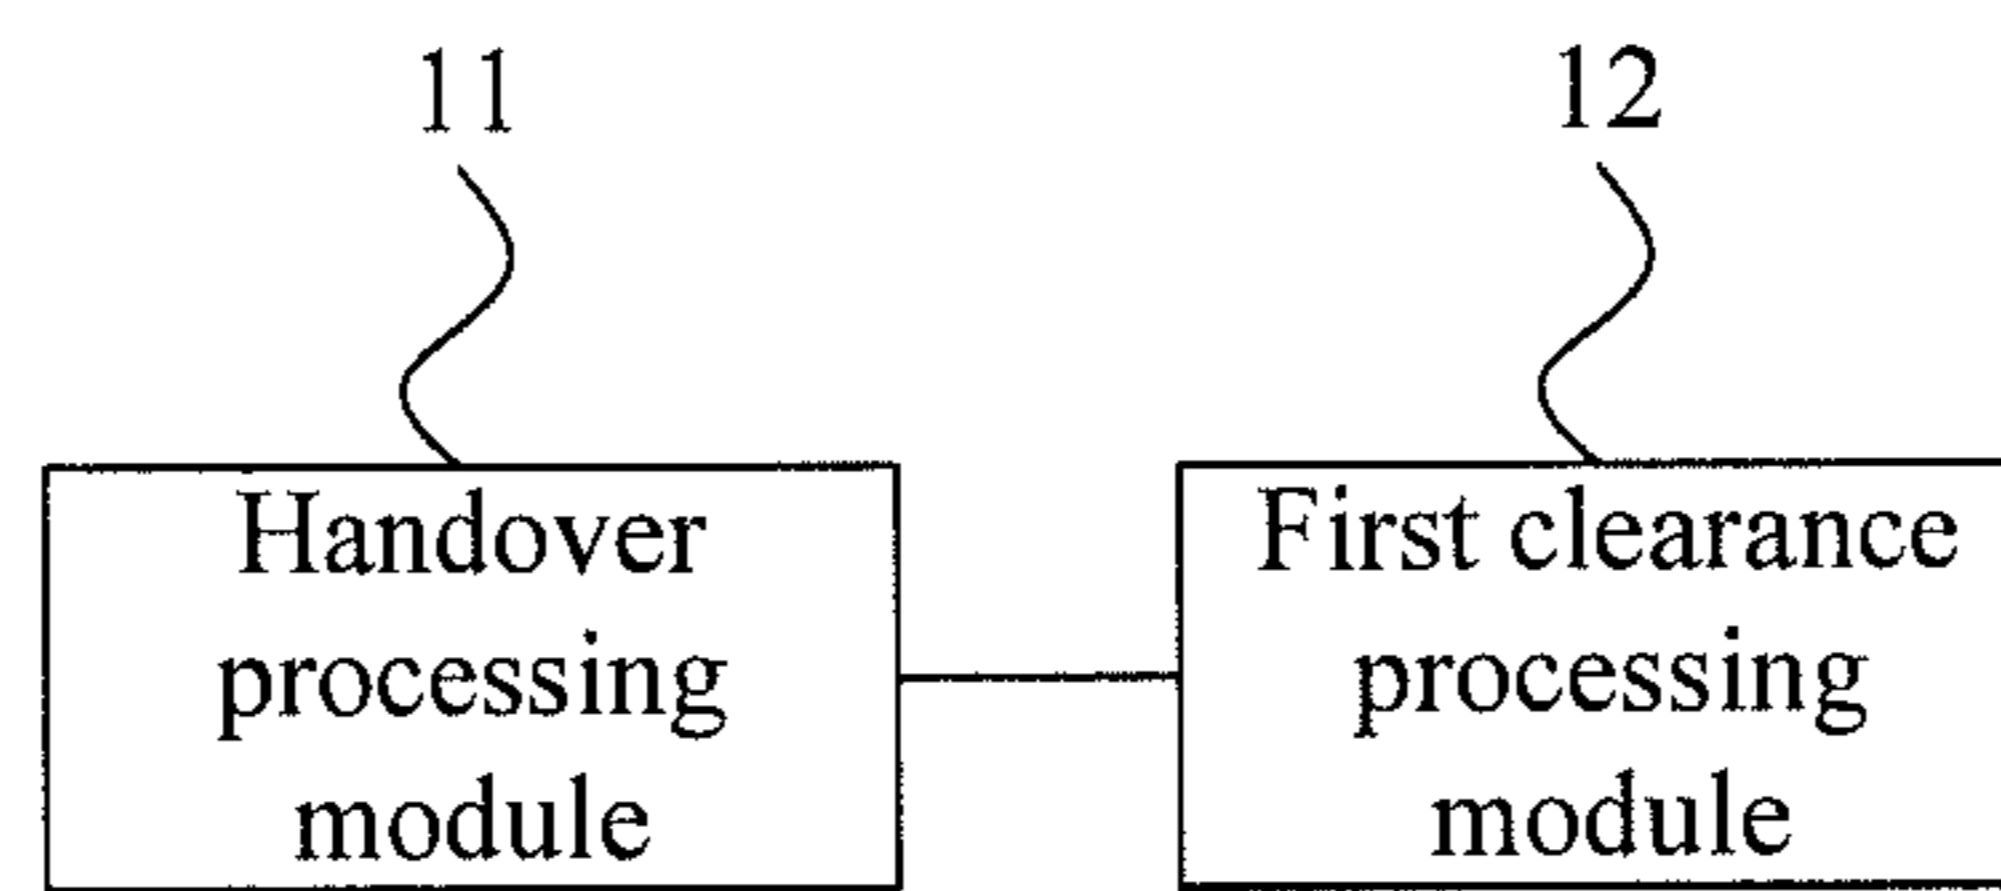 11
12
Handover
processing
module
First clearance
processing
module